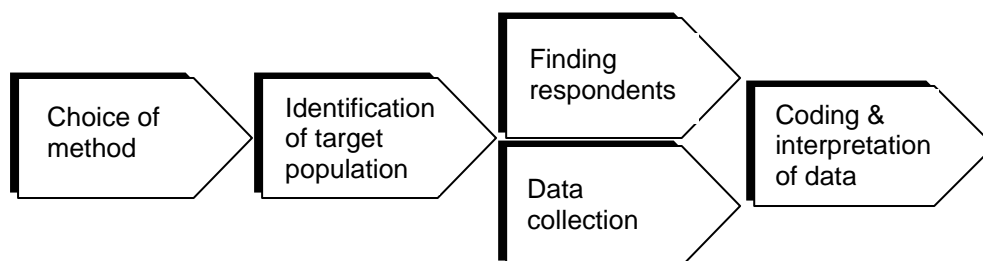 Choice of
method
Identification
of target
population
Finding
respondents
Data
collection
Coding &
interpretation
of data